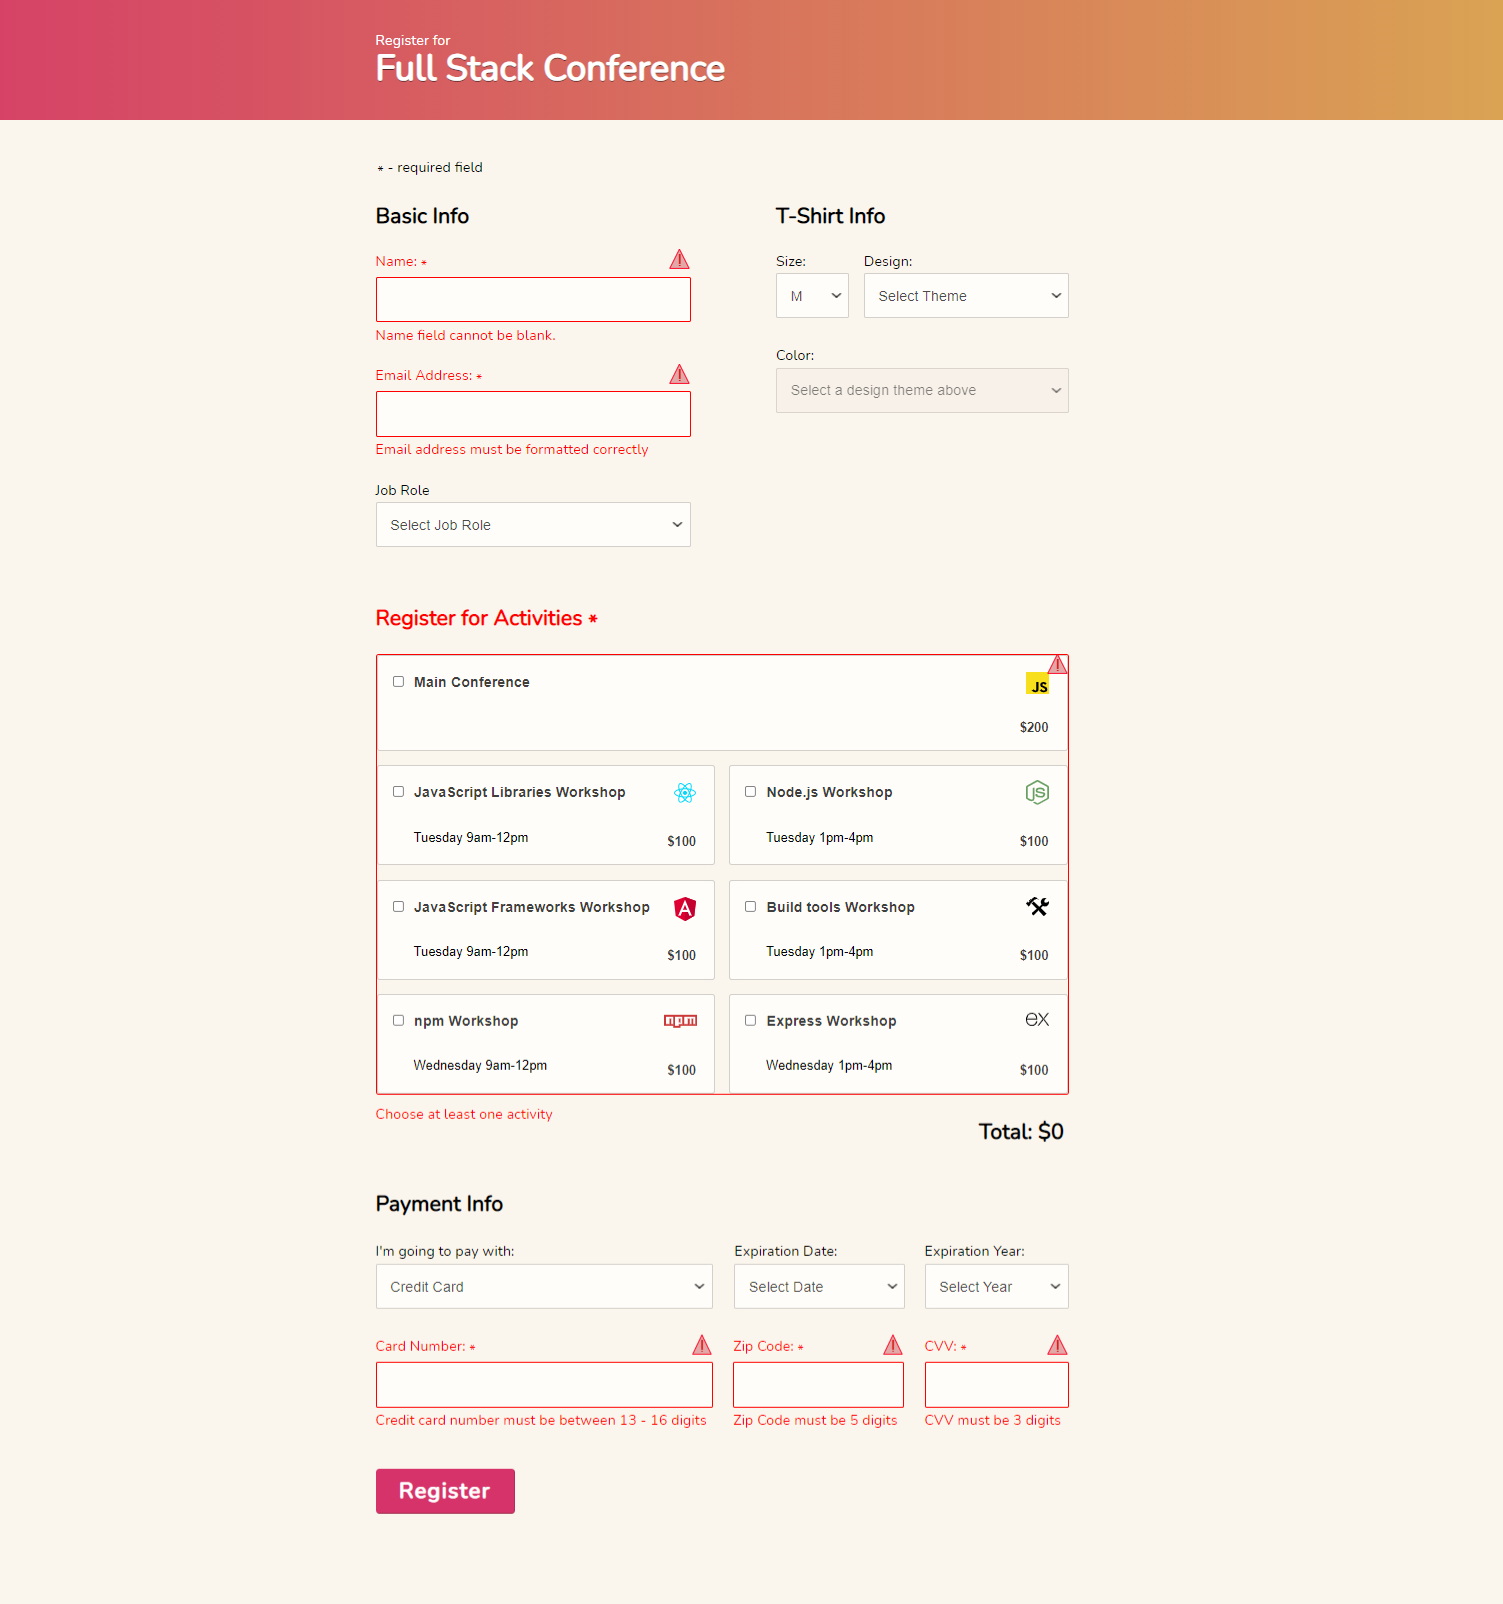 Register for
Full Stack Conference
* - required field
Basic Info
Name: *
Name field cannot be blank.
Email Address: *
Email address must be formatted correctly
Job Role
Select Job Role
T-Shirt Info
Size:
Design:
M
Select Theme
Color:
Select a design theme above
Register for Activities *
Main Conference
JS
$200
JavaScript Libraries Workshop
Tuesday 9am-12pm
$100
Node.js Workshop
JS
Tuesday 1pm-4pm
$100
JavaScript Frameworks Workshop
A
Tuesday 9am-12pm
$100
Build tools Workshop
Tuesday 1pm-4pm
$100
npm Workshop
npm
Wednesday 9am-12pm
$100
Express Workshop
ex
Wednesday 1pm-4pm
$100
Choose at least one activity
Total: $0
Payment Info
I'm going to pay with:
Credit Card
Expiration Date:
Select Date
Expiration Year:
Select Year
Card Number: *
Credit card number must be between 13 - 16 digits
Zip Code: *
Zip Code must be 5 digits
CVV: *
CVV must be 3 digits
Register